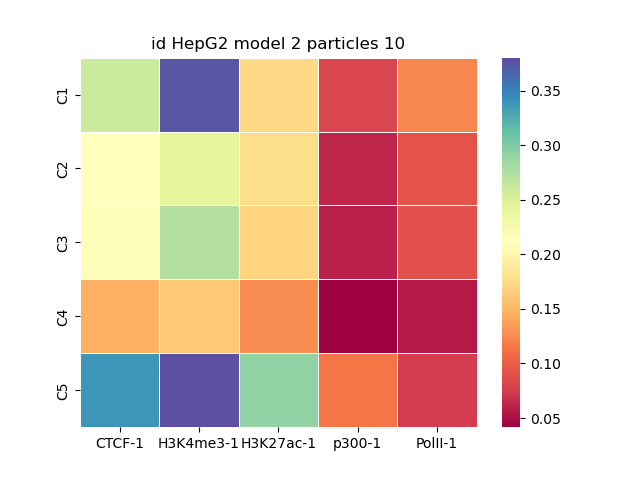 id HepG2 model 2 particles 10
C1
C2
C3
C4
C5
CTCF-1 H3K4me3-1 H3K27ac-1 p300-1 PolII-1
0.35
0.30
0.25
0.20
0.15
0.10
0.05